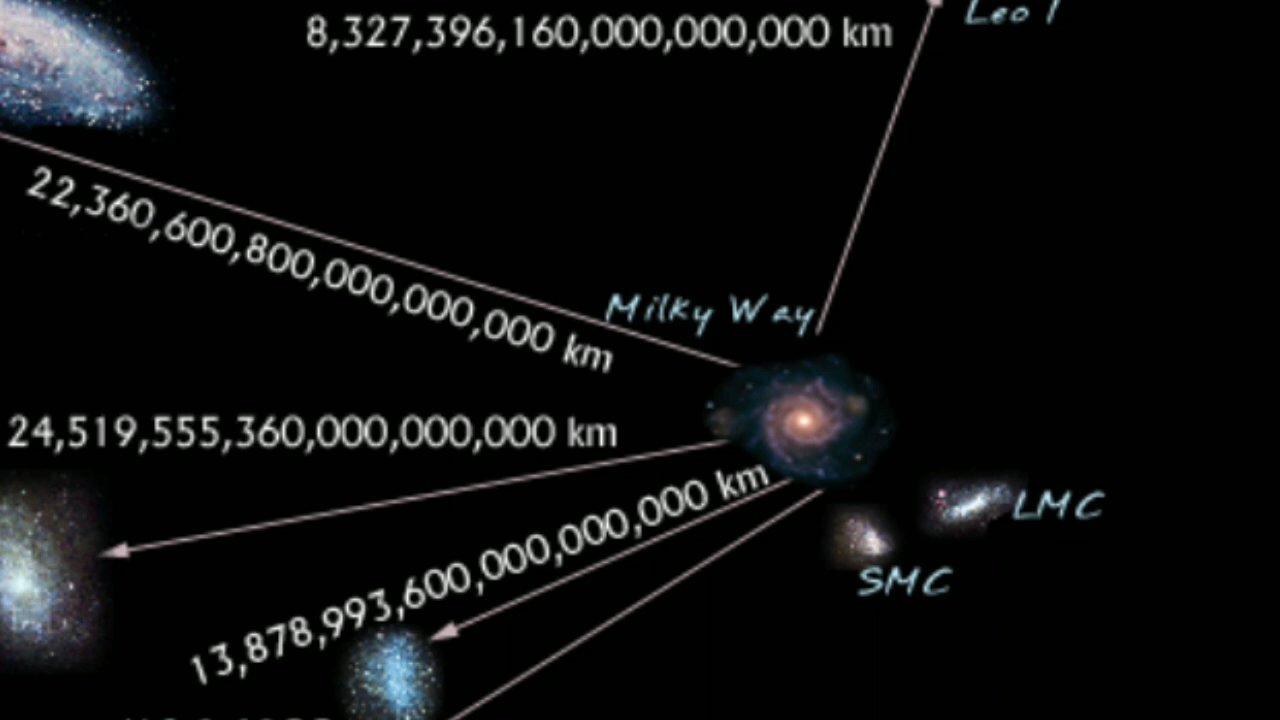 8,327,396,160,000,000,000 km
Leo I
22,360,600,800,000,000,000 km
Milky Way
24,519,555,360,000,000,000 km
13,878,993,600,000,000,000 km
LMC
SMC